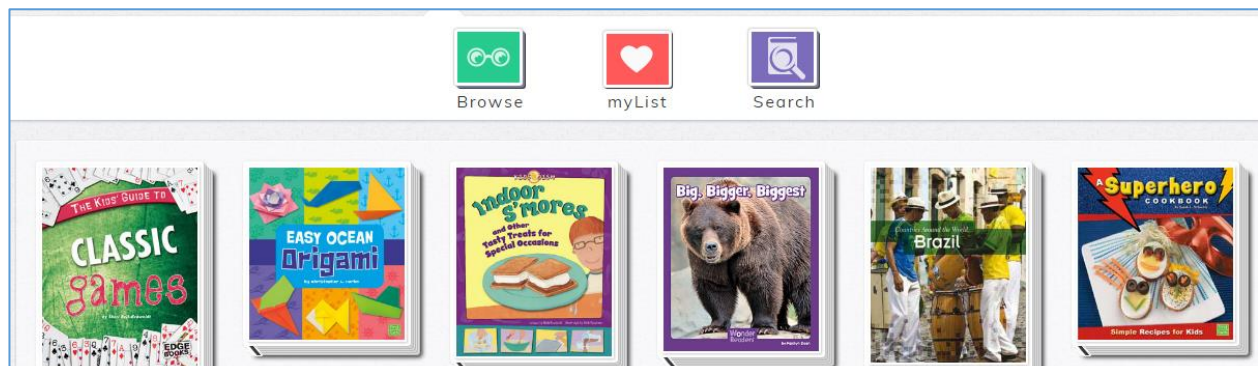 Browse
myList
Search
THE KIDS' GUIDE TO
CLASSIC
games
EDGE
BOOKS
EASY OCEAN
Origami
Indoor
S'mores
and Other
Tasty Treats for
Special Occasions
Big, Bigger, Biggest
Wonder
Readers
Countries Around the World
Brazil
A
Superhero
COOKBOOK
Simple Recipes for Kids